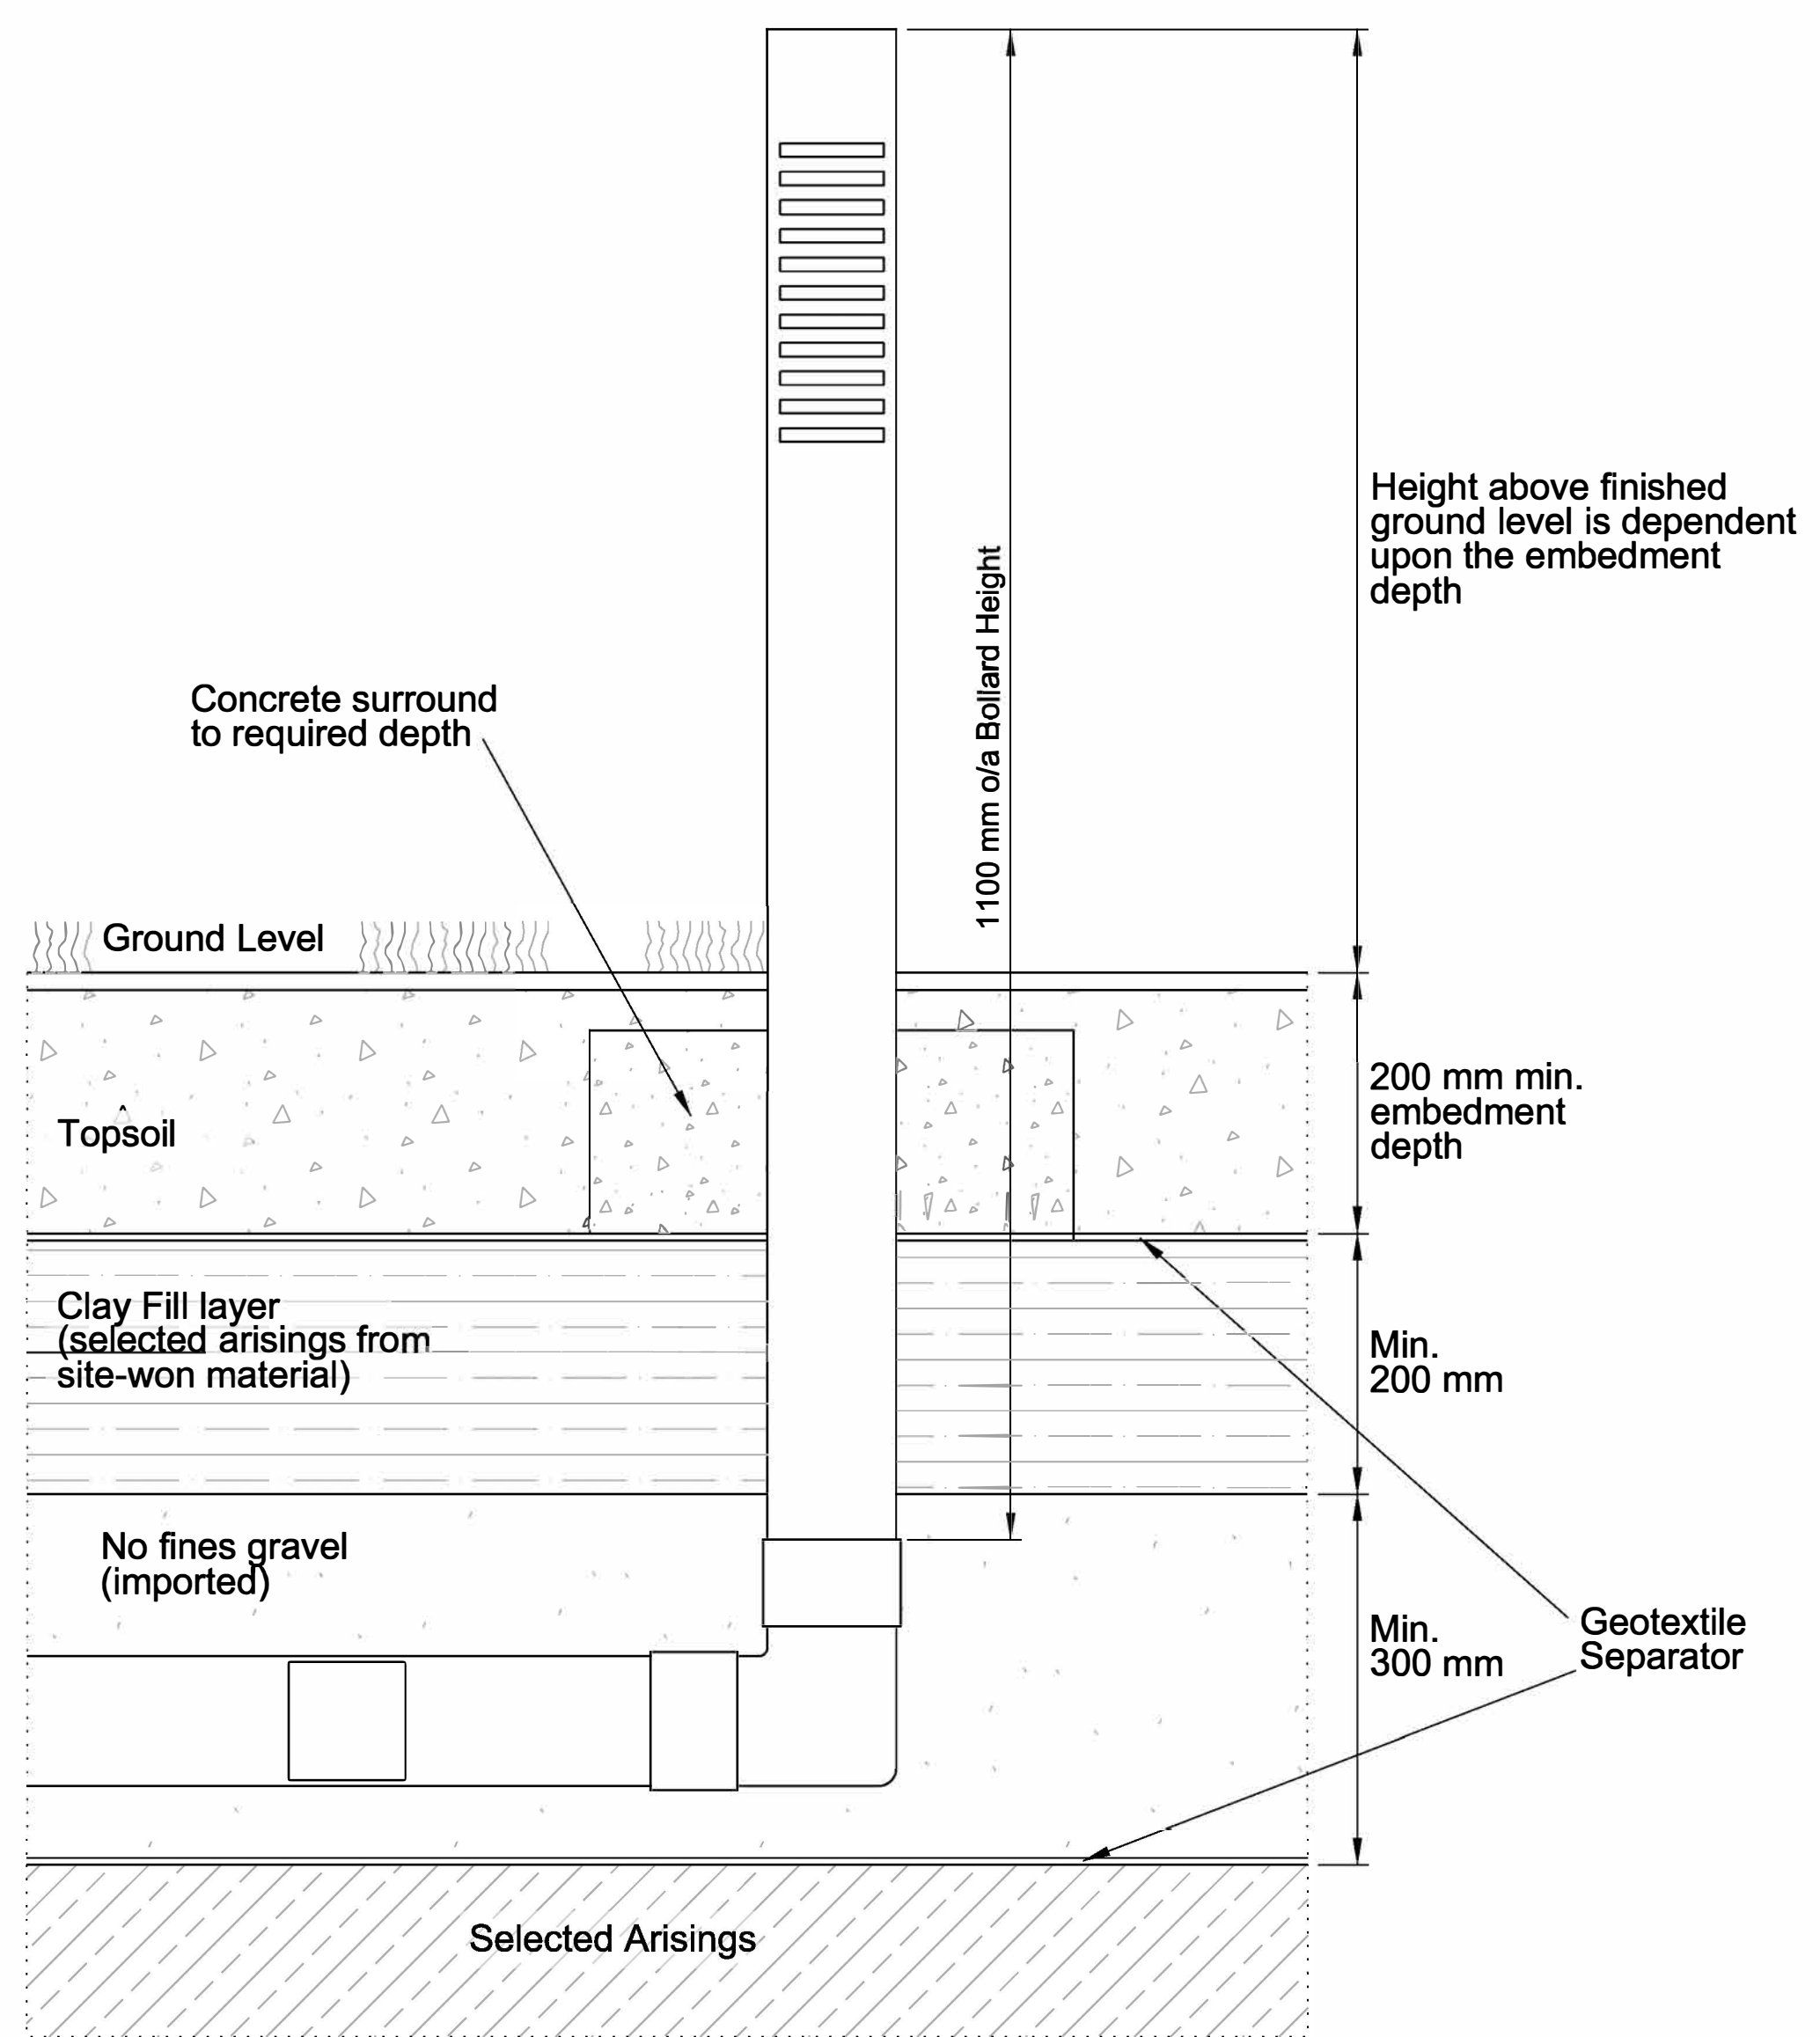 Height above finished
ground level is dependent
upon the embedment
depth
1100 mm o/a Bollard Height
Concrete surround
to required depth
Ground Level
200 mm min.
embedment
depth
Topsoil
Clay Fill layer
(selected arisings from
site-won material)
Min.
200 mm
No fines gravel
(imported)
Min.
300 mm
Geotextile
Separator
Selected Arisings